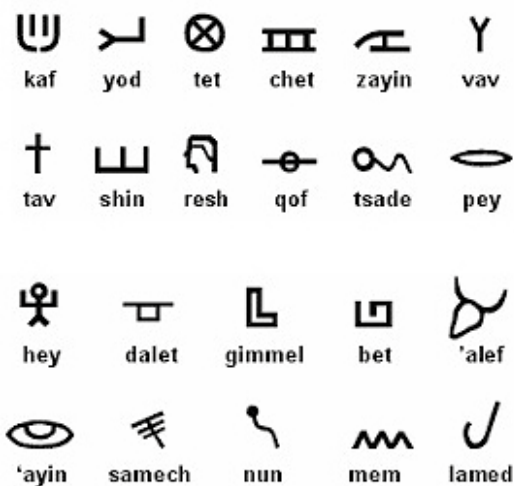 kaf yod tet chet zayin vav
tav shin resh qof tsade pey
hey dalet gimmel bet 'alef
'ayin samech nun mem lamed